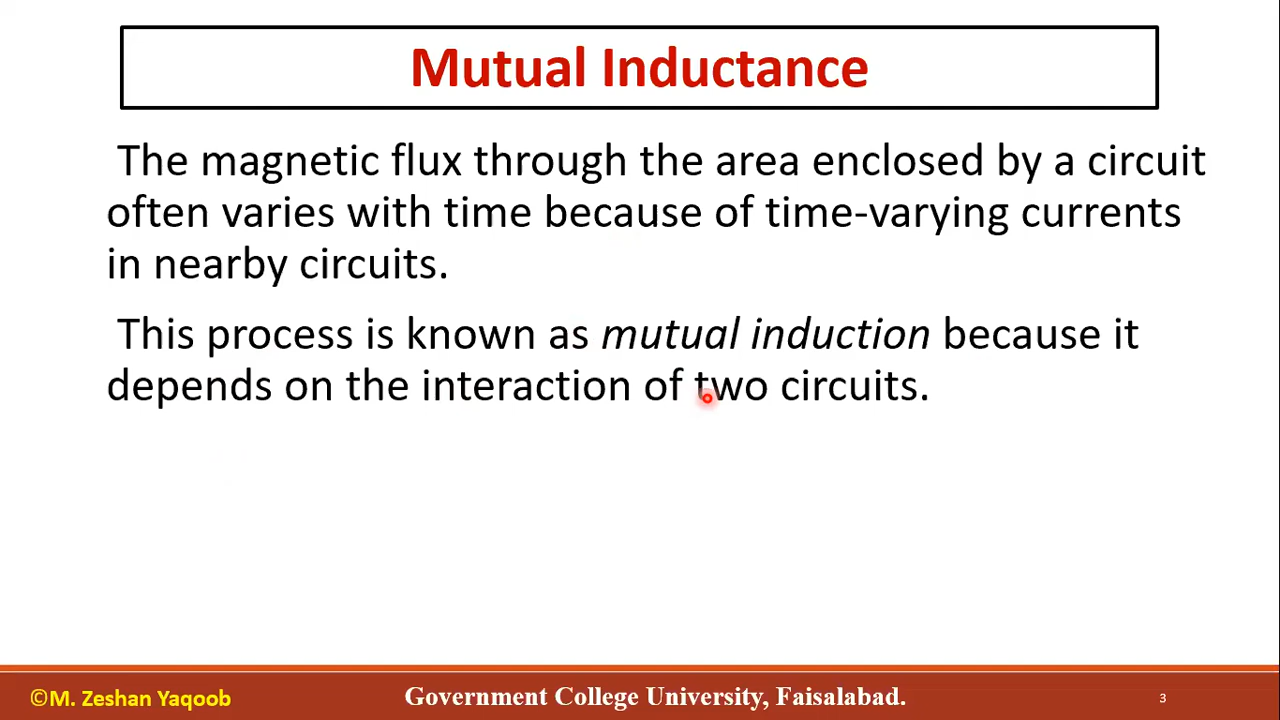 Mutual Inductance
The magnetic flux through the area enclosed by a circuit
often varies with time because of time-varying currents
in nearby circuits.
This process is known as mutual induction because it
depends on the interaction of two circuits.
©M. Zeshan Yaqoob
Government College University, Faisalabad.
3